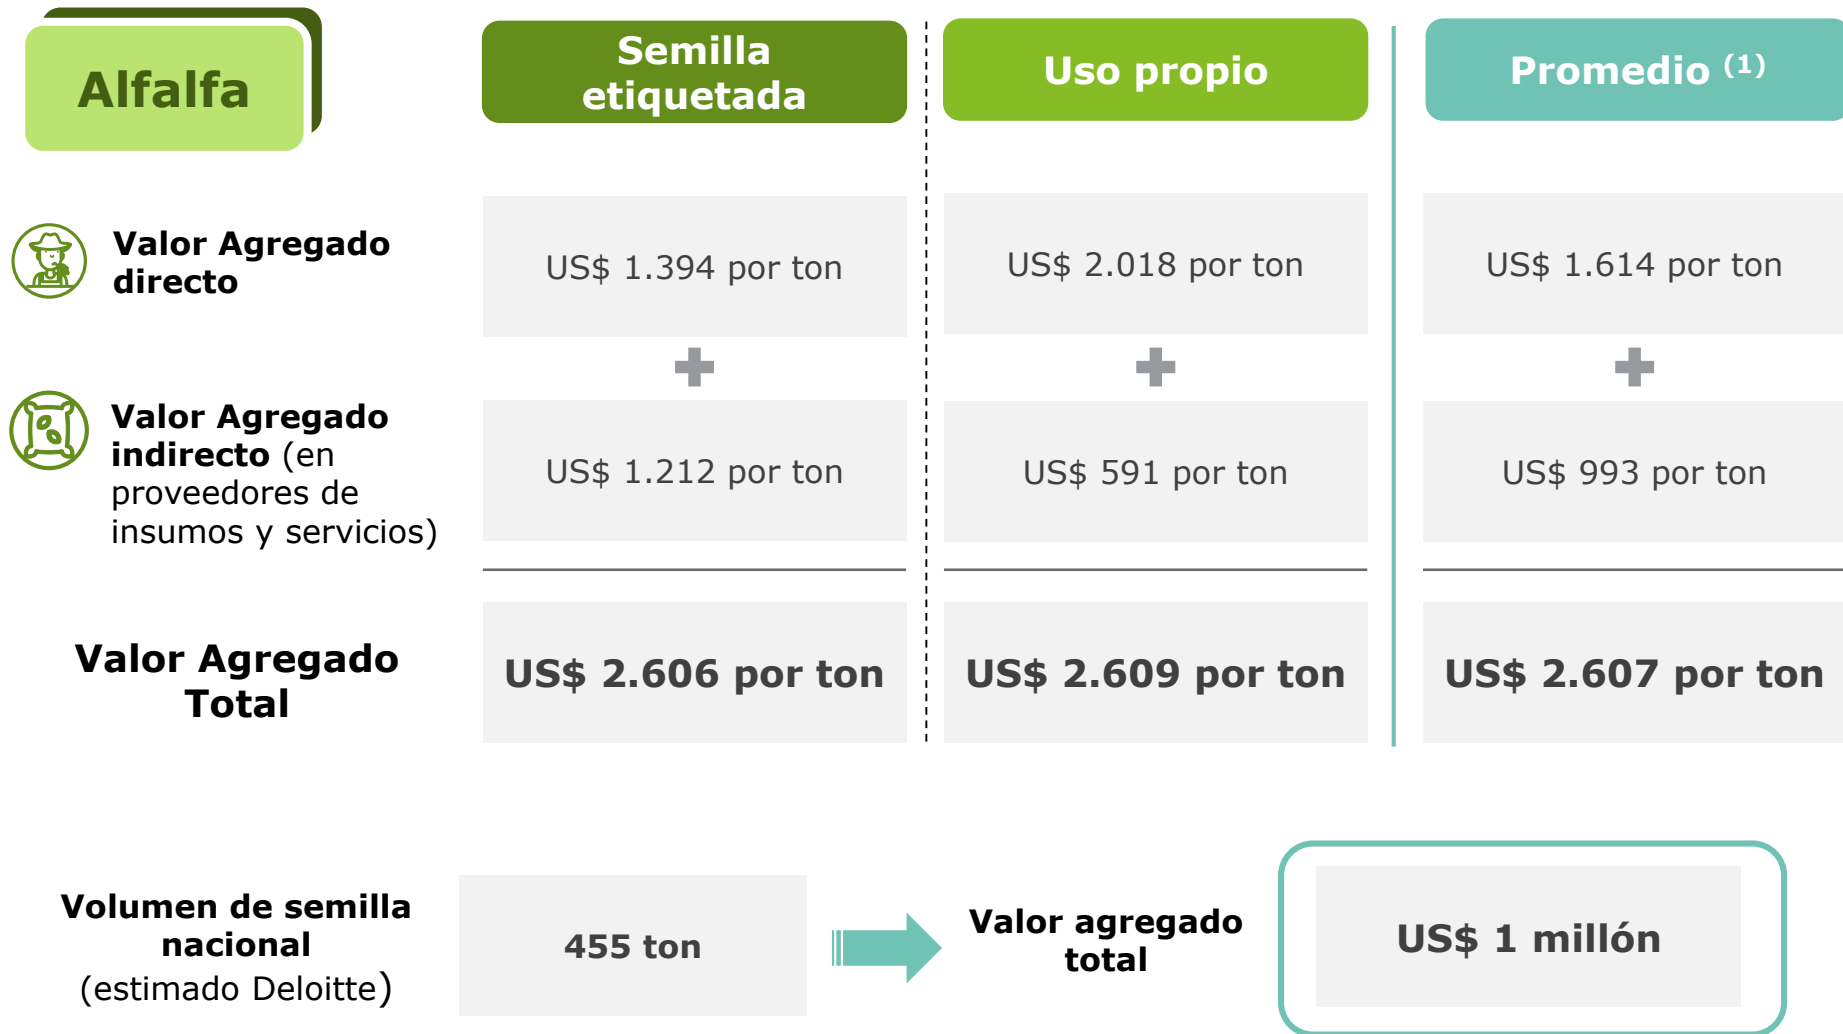 Alfalfa
Semilla
etiquetada
Uso propio
Promedio (1)
Valor Agregado
directo
US$ 1.394 por ton
US$ 2.018 por ton
US$ 1.614 por ton
Valor Agregado
indirecto (en
proveedores de
insumos y servicios)
US$ 1.212 por ton
US$ 591 por ton
US$ 993 por ton
Valor Agregado
Total
US$ 2.606 por ton
US$ 2.609 por ton
US$ 2.607 por ton
Volumen de semilla
nacional
(estimado Deloitte)
455 ton
Valor agregado
total
US$ 1 millón